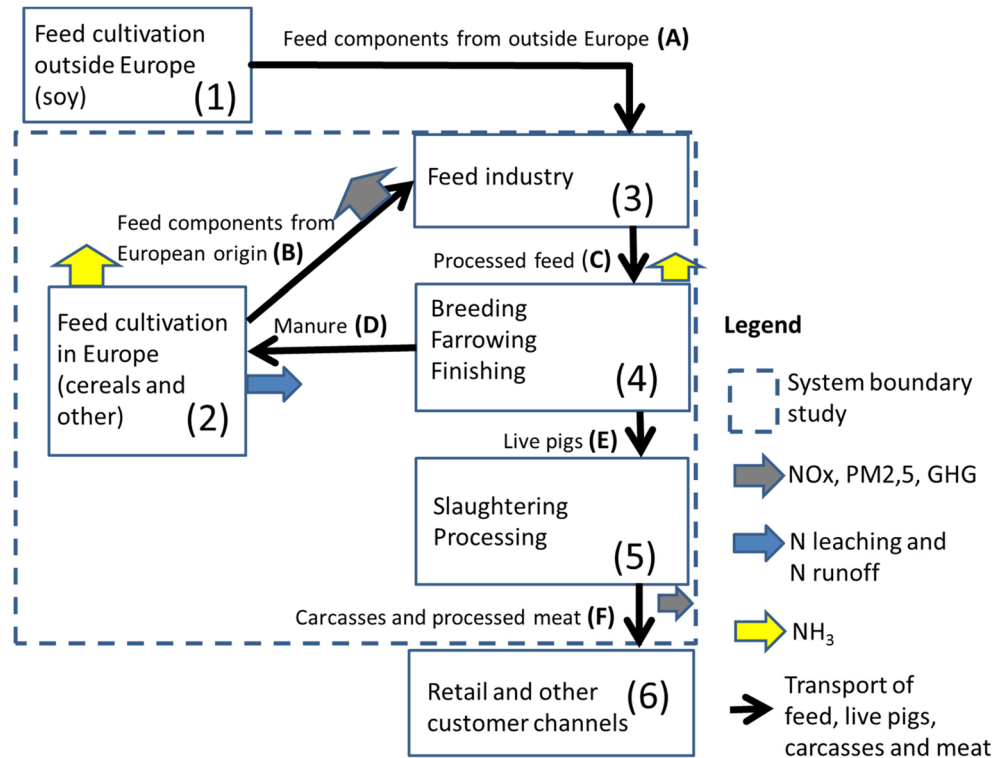 Feed cultivation
outside Europe
(soy)
(1)
Feed components from outside Europe (A)
Feed industry
(3)
Feed components from
European origin (B)
Processed feed (C)
Feed cultivation
in Europe
(cereals and
other)
(2)
Manure (D)
Breeding
Farrowing
Finishing
(4)
Live pigs (E)
Slaughtering
Processing
(5)
Carcasses and processed meat (F)
Retail and other
customer channels
(6)
Legend
System boundary
study
NOx, PM2,5, GHG
N leaching and
N runoff
NH3
Transport of
feed, live pigs,
carcasses and meat